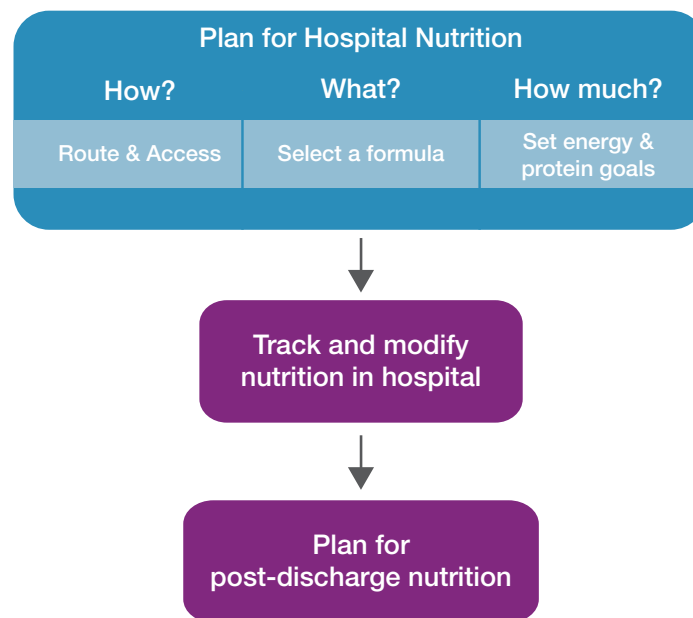 Plan for Hospital Nutrition
How? What? How much?
Route & Access
Select a formula
Set energy &
protein goals
Track and modify
nutrition in hospital
Plan for
post-discharge nutrition